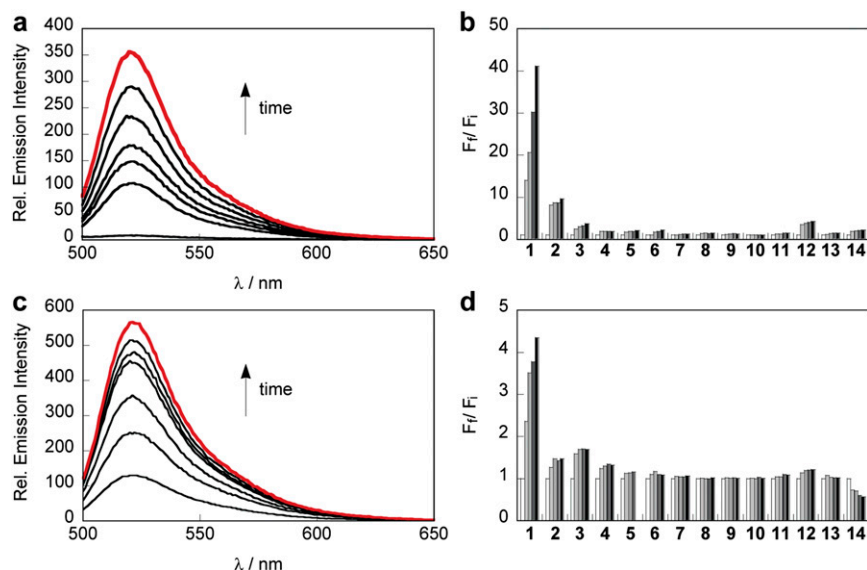 a
400
350
300
250
200
150
100
50
0
Rel. Emission Intensity
time
500 550 600 650
λ / nm
b
50
40
30
20
10
0
Ff/ Fi
1 2 3 4 5 6 7 8 9 10 11 12 13 14
c
600
500
400
300
200
100
0
Rel. Emission Intensity
time
500 550 600 650
λ / nm
d
5
4
3
2
1
0
Ff/ Fi
1 2 3 4 5 6 7 8 9 10 11 12 13 14